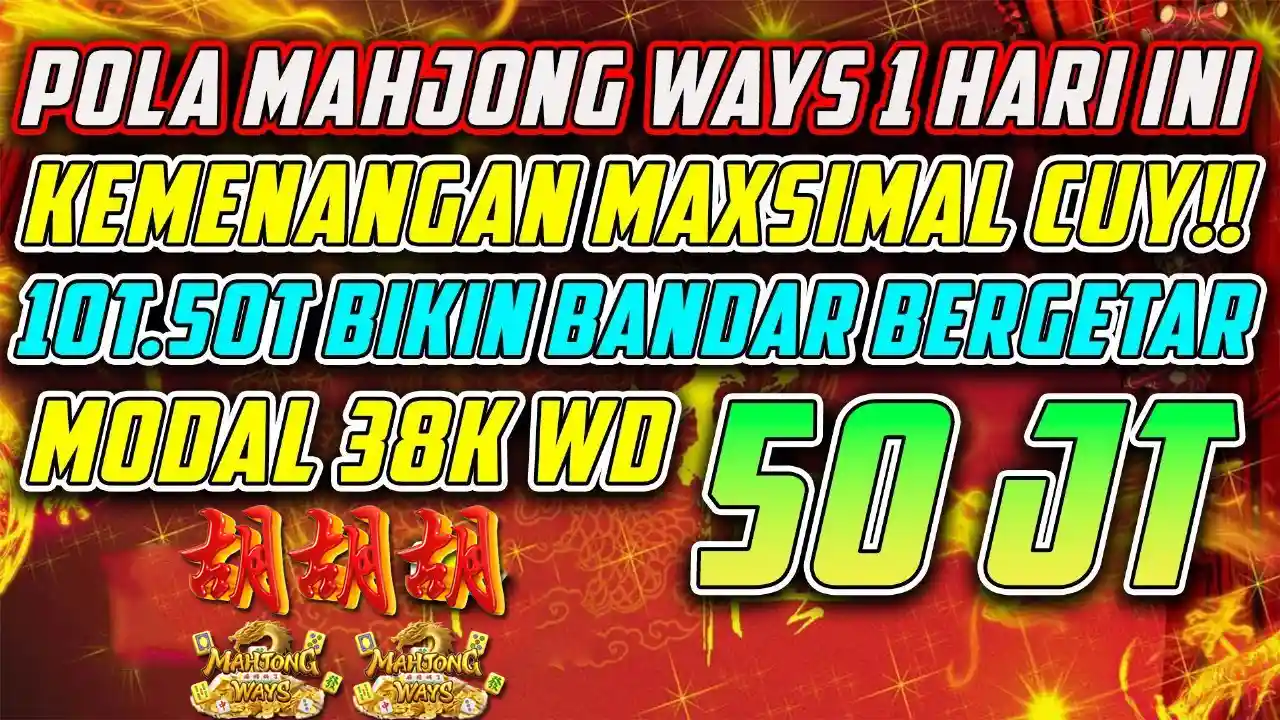 POLA MAHJONG WAYS 1 HARI INI
KEMENANGAN MAXSIMAL CUY!!
10T.50T BIKIN BANDAR BERGETAR
MODAL 38K WD 50 JT
胡胡胡
MAHJONG WAYS
MAHJONG WAYS